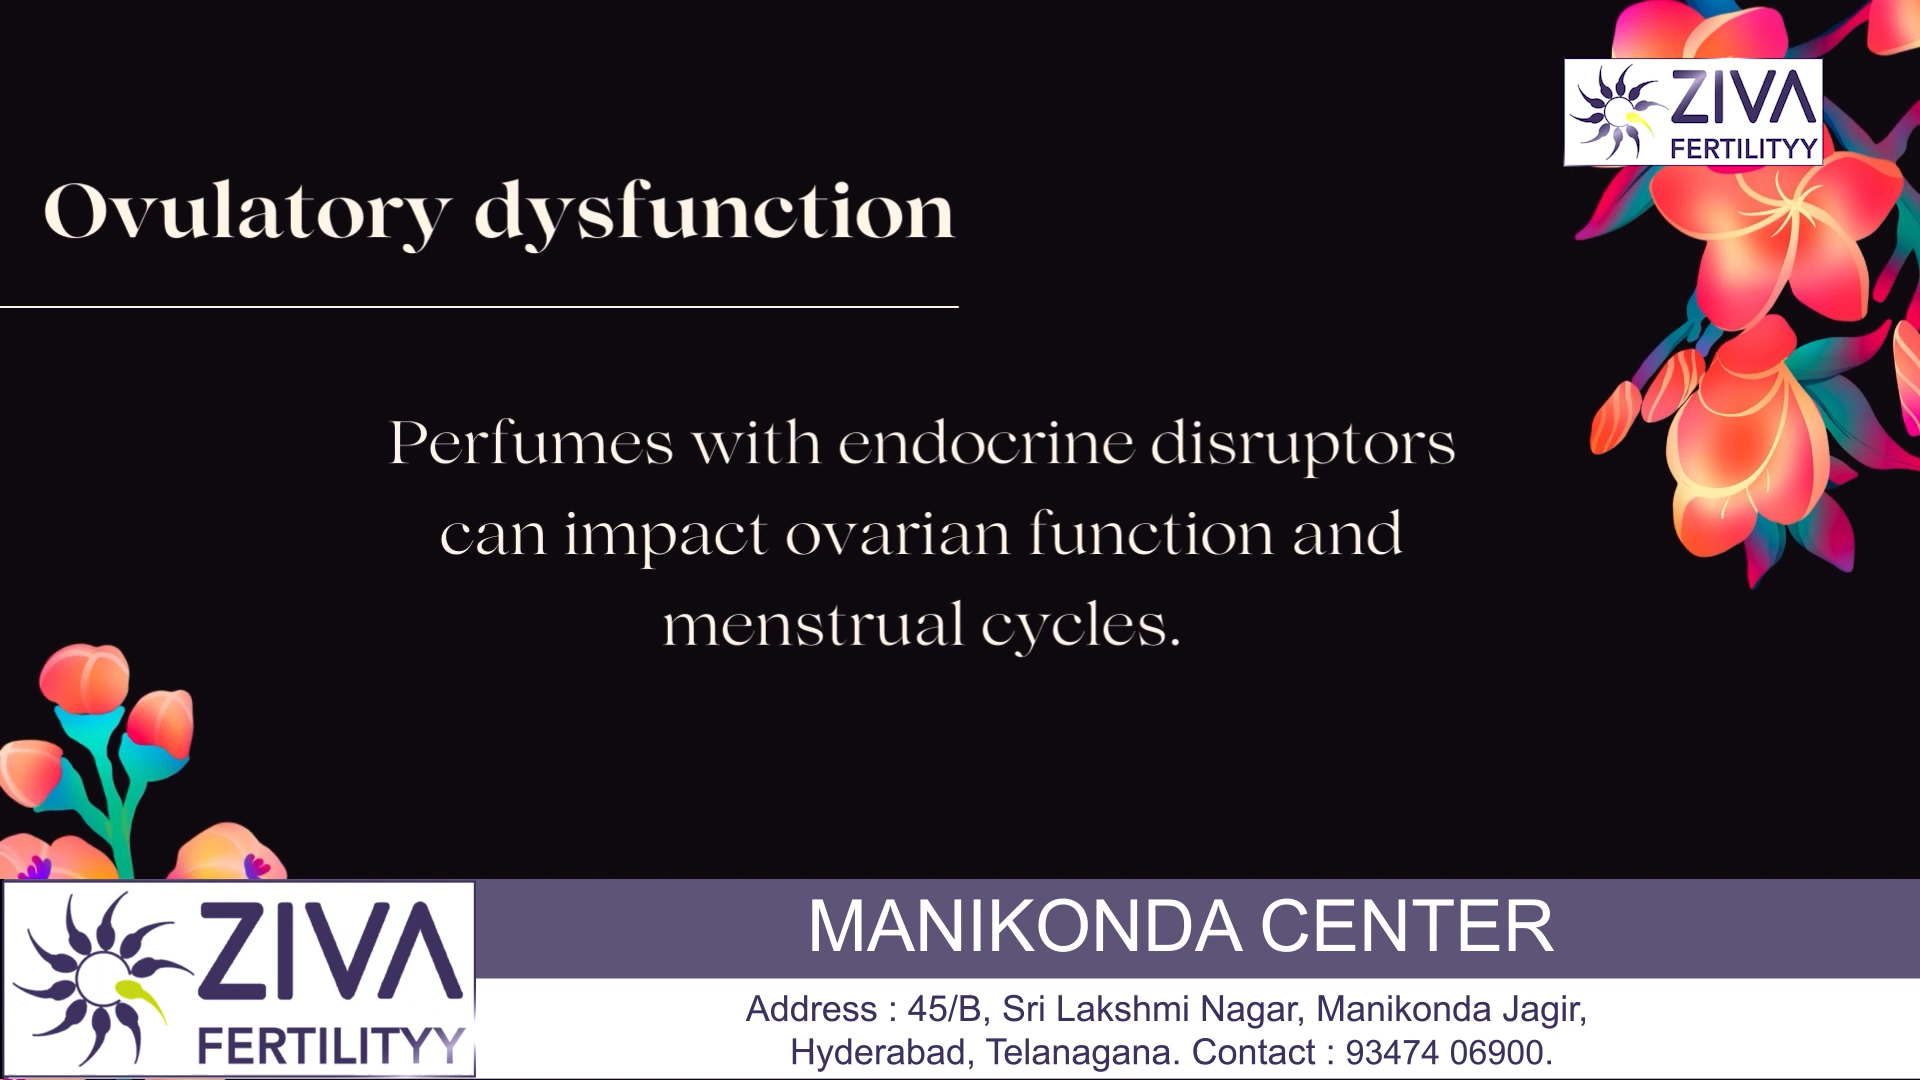 ZIVA
FERTILITYY
Ovulatory dysfunction
Perfumes with endocrine disruptors
can impact ovarian function and
menstrual cycles.
ZIVA
FERTILITYY
MANIKONDA CENTER
Address : 45/B, Sri Lakshmi Nagar, Manikonda Jagir,
Hyderabad, Telanagana. Contact : 93474 06900.